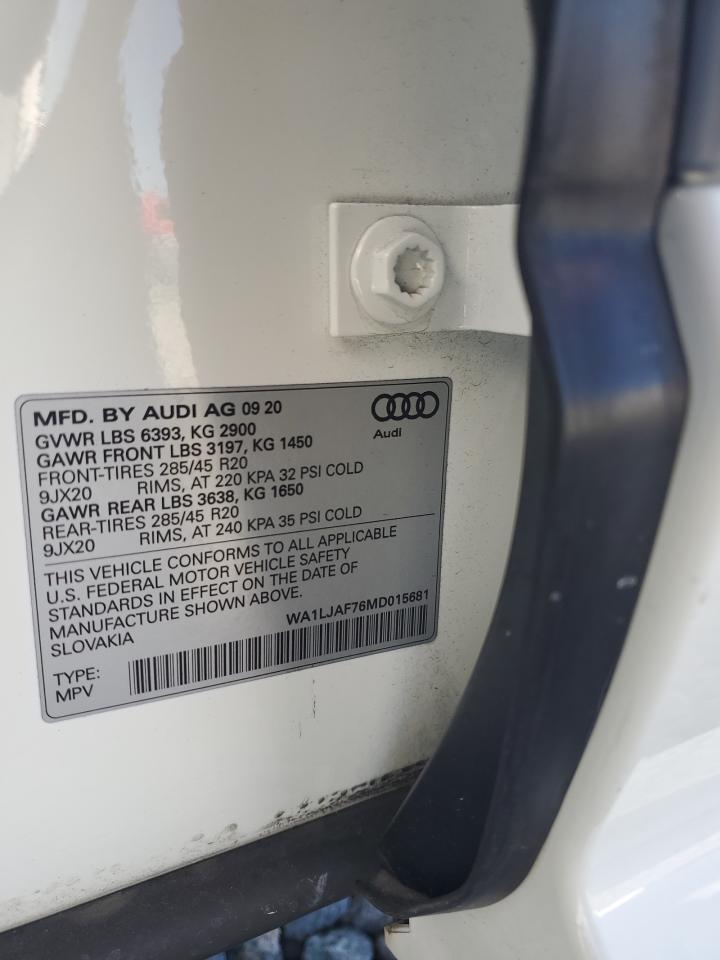 MFD. BY AUDI AG 09 20
Audi
GVWR LBS 6393, KG 2900
GAWR FRONT LBS 3197, KG 1450
FRONT-TIRES 285/45 R20
9JX20 RIMS, AT 220 KPA 32 PSI COLD
GAWR REAR LBS 3638, KG 1650
REAR-TIRES 285/45 R20
9JX20 RIMS, AT 240 KPA 35 PSI COLD
THIS VEHICLE CONFORMS TO ALL APPLICABLE
U.S. FEDERAL MOTOR VEHICLE SAFETY
STANDARDS IN EFFECT ON THE DATE OF
MANUFACTURE SHOWN ABOVE.
SLOVAKIA WA1LJAF76MD015681
TYPE:
MPV